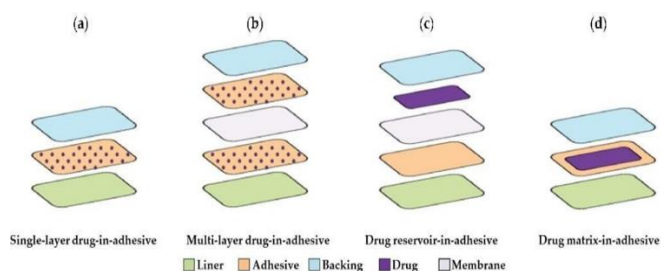 (a) (b) (c) (d)
Single-layer drug-in-adhesive Multi-layer drug-in-adhesive Drug reservoir-in-adhesive Drug matrix-in-adhesive
Liner Adhesive Backing Drug Membrane